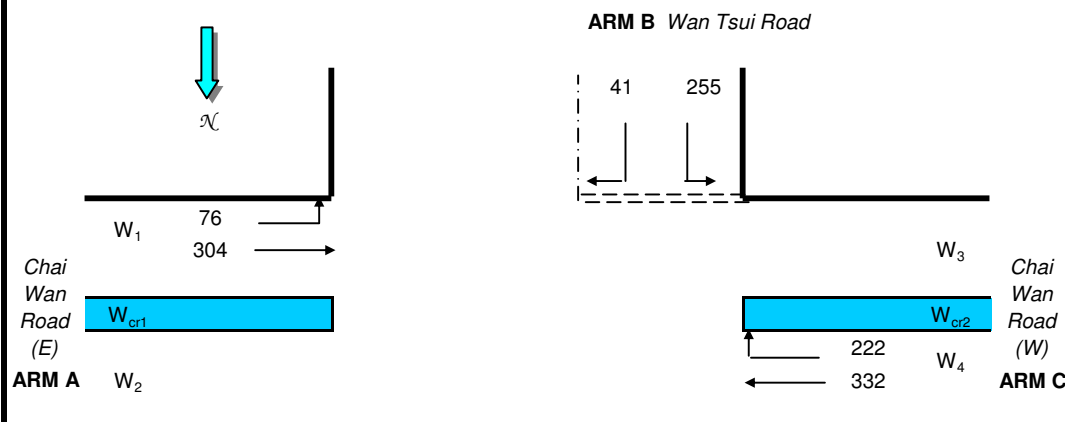 ARM B Wan Tsui Road
41 255
N
W1
76
304
W3
Chai
Wan
Road
(E)
ARM A
Wcr1
W2
Chai
Wan
Road
(W)
ARM C
Wcr2
222
332
W4